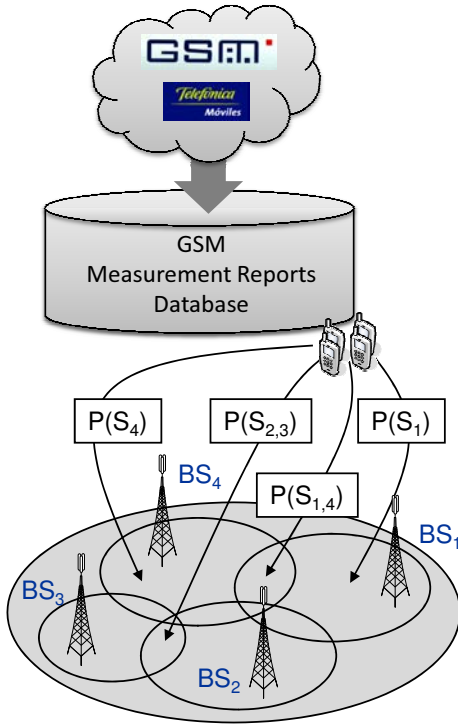 GSM
Telefónica
Móviles
GSM
Measurement Reports
Database
P(S4)
P(S2,3)
P(S1)
P(S1,4)
BS4
BS1
BS3
BS2